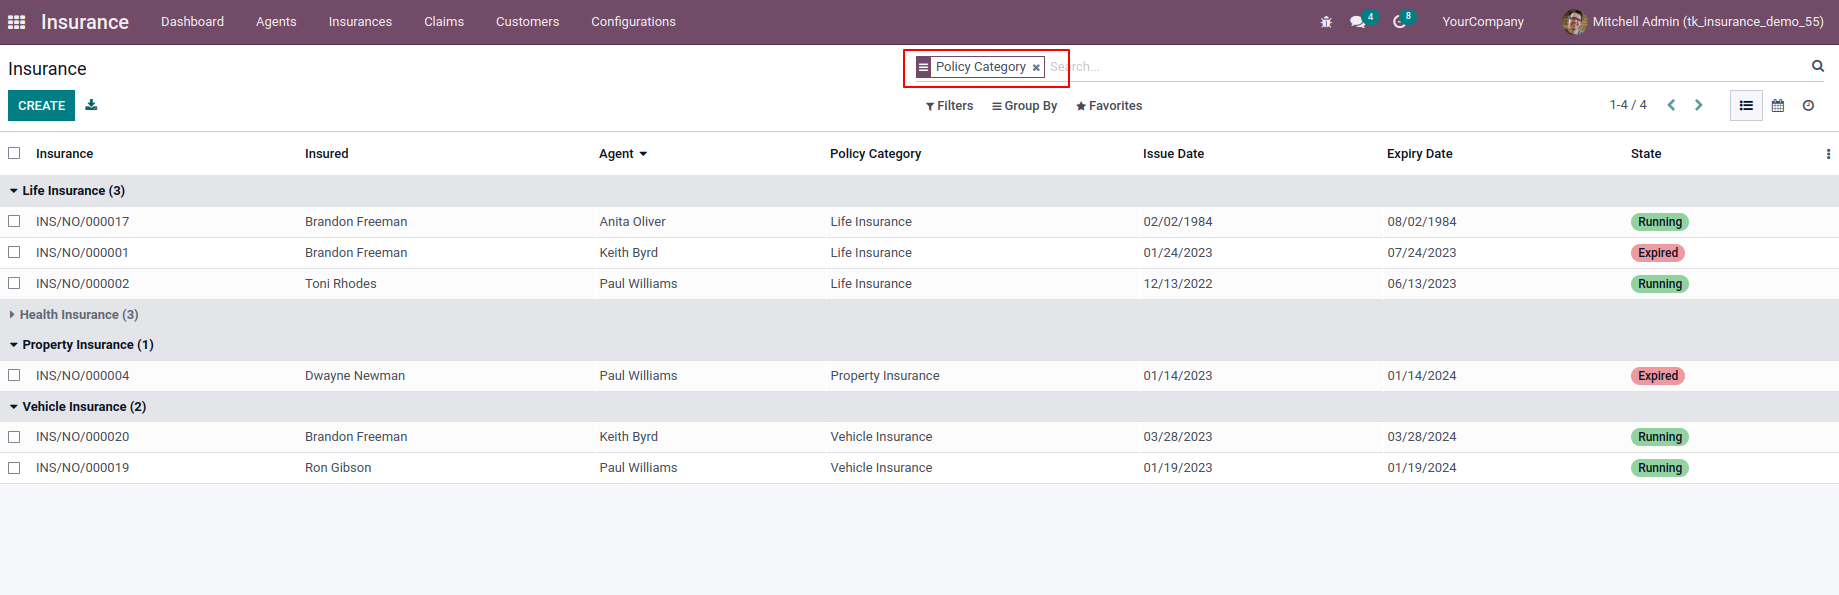 Insurance Dashboard Agents Insurances Claims Customers Configurations 4 8 YourCompany Mitchell Admin (tk_insurance_demo_55)
Insurance Policy Category × Search...
CREATE Filters Group By Favorites 1-4 / 4
Insurance Insured Agent Policy Category Issue Date Expiry Date State
Life Insurance (3)
INS/NO/000017 Brandon Freeman Anita Oliver Life Insurance 02/02/1984 08/02/1984 Running
INS/NO/000001 Brandon Freeman Keith Byrd Life Insurance 01/24/2023 07/24/2023 Expired
INS/NO/000002 Toni Rhodes Paul Williams Life Insurance 12/13/2022 06/13/2023 Running
Health Insurance (3)
Property Insurance (1)
INS/NO/000004 Dwayne Newman Paul Williams Property Insurance 01/14/2023 01/14/2024 Expired
Vehicle Insurance (2)
INS/NO/000020 Brandon Freeman Keith Byrd Vehicle Insurance 03/28/2023 03/28/2024 Running
INS/NO/000019 Ron Gibson Paul Williams Vehicle Insurance 01/19/2023 01/19/2024 Running